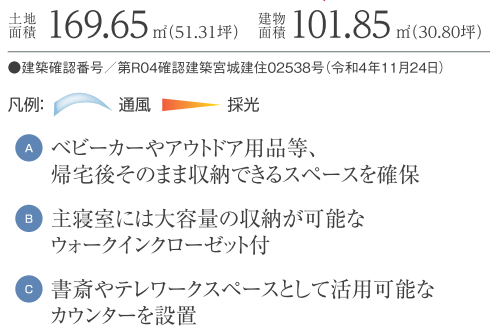 土地面積 169.65㎡(51.31坪) 建物面積 101.85㎡(30.80坪)
●建築確認番号／第R04確認建築宮城建住02538号（令和4年11月24日）
凡例: 通風 採光
A ベビーカーやアウトドア用品等、
帰宅後そのまま収納できるスペースを確保
B 主寝室には大容量の収納が可能な
ウォークインクローゼット付
C 書斎やテレワークスペースとして活用可能な
カウンターを設置